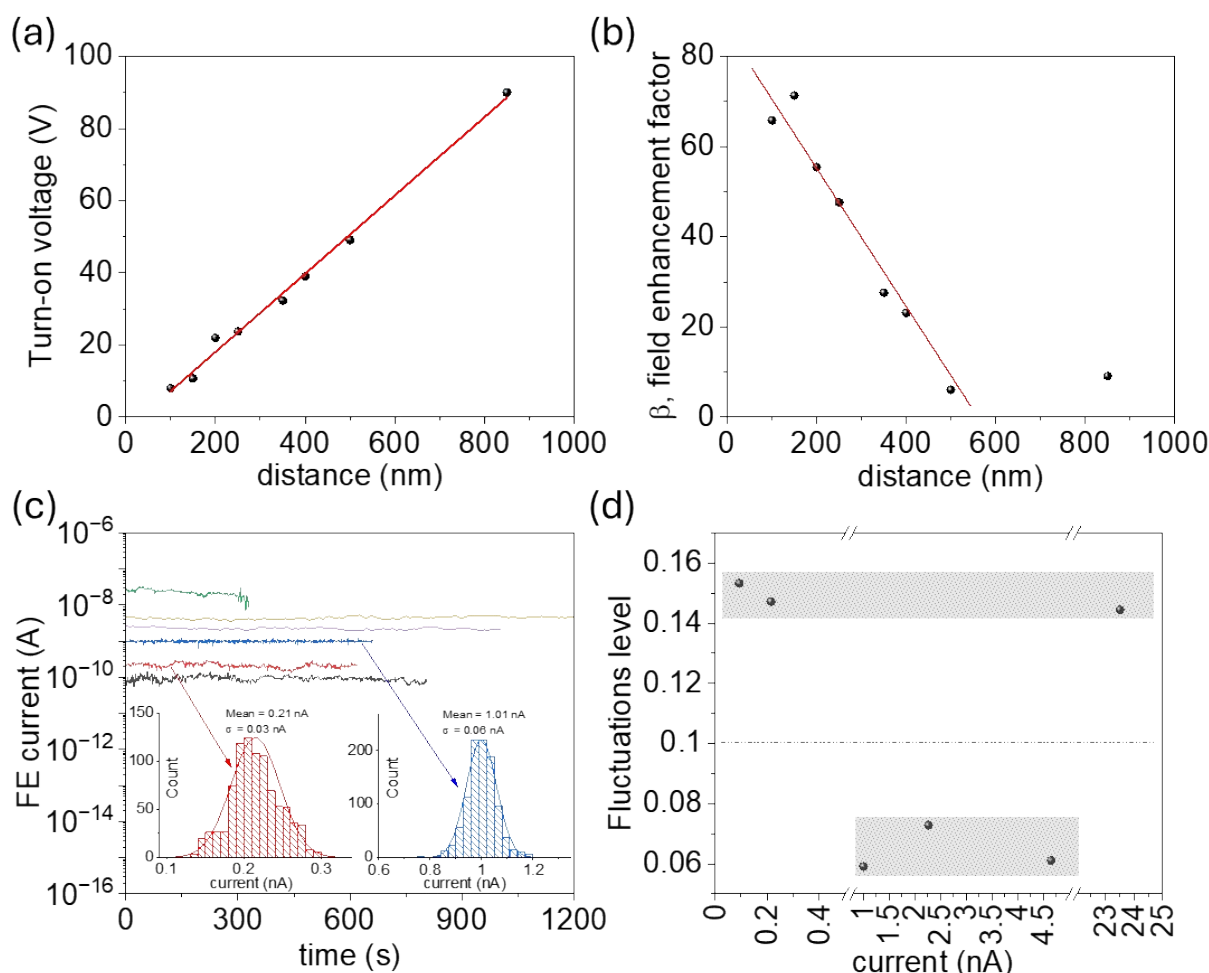 (a)
Turn-on voltage (V)
100
80
60
40
20
0
0 200 400 600 800 1000
distance (nm)
(b)
β, field enhancement factor
80
60
40
20
0
0 200 400 600 800 1000
distance (nm)
(c)
FE current (A)
10⁻⁶
10⁻⁸
10⁻¹⁰
10⁻¹²
10⁻¹⁴
10⁻¹⁶
0 300 600 900 1200
time (s)
Mean = 0.21 nA
σ = 0.03 nA
Count
150
100
50
0
0.1 0.2 0.3
current (nA)
Mean = 1.01 nA
σ = 0.06 nA
Count
200
100
0
0.6 0.8 1 1.2
current (nA)
(d)
Fluctuations level
0.16
0.14
0.12
0.1
0.08
0.06
0 0.2 0.4 1 1.5 2 2.5 3 3.5 4 4.5 23 24 25
current (nA)